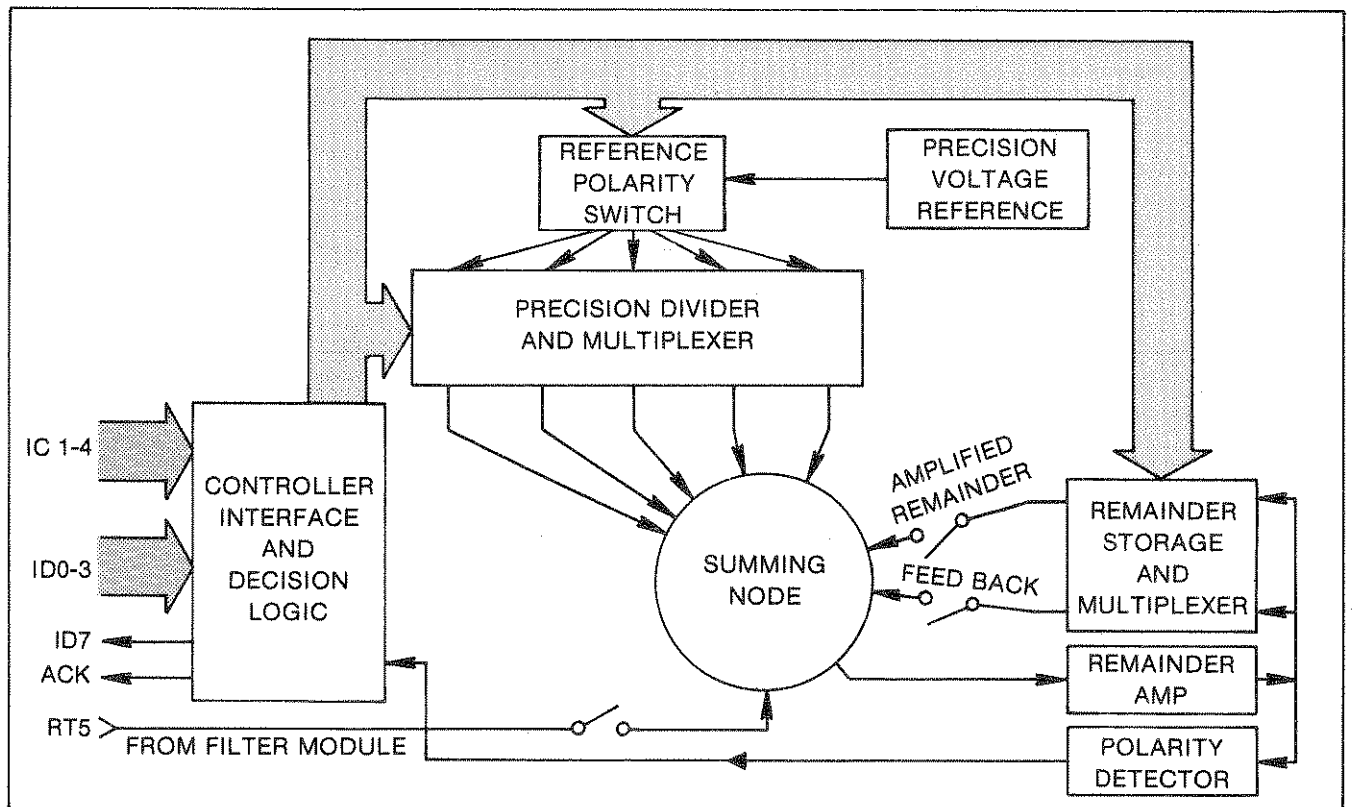 REFERENCE
POLARITY
SWITCH
PRECISION
VOLTAGE
REFERENCE
PRECISION DIVIDER
AND MULTIPLEXER
IC 1-4
ID0-3
ID7
ACK
RT5
CONTROLLER
INTERFACE
AND
DECISION
LOGIC
SUMMING
NODE
AMPLIFIED
REMAINDER
FEED BACK
REMAINDER
STORAGE
AND
MULTIPLEXER
REMAINDER
AMP
POLARITY
DETECTOR
FROM FILTER MODULE